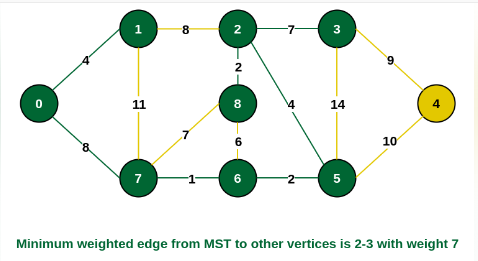 1 8 2 7 3
4 9
2
0 11 8 4 14 4
7
8 6 10
7 1 6 2 5
Minimum weighted edge from MST to other vertices is 2-3 with weight 7